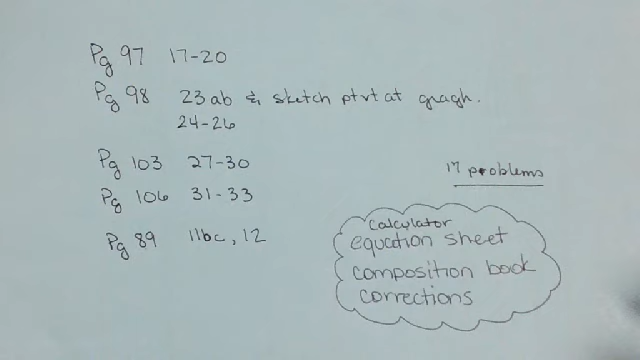 Pg 97 17-20
Pg 98 23ab & sketch pt vt at gragh.
24-26
Pg 103 27-30
Pg 106 31-33
Pg 89 11bc, 12
17 problems
Calculator
equation sheet
composition book
corrections